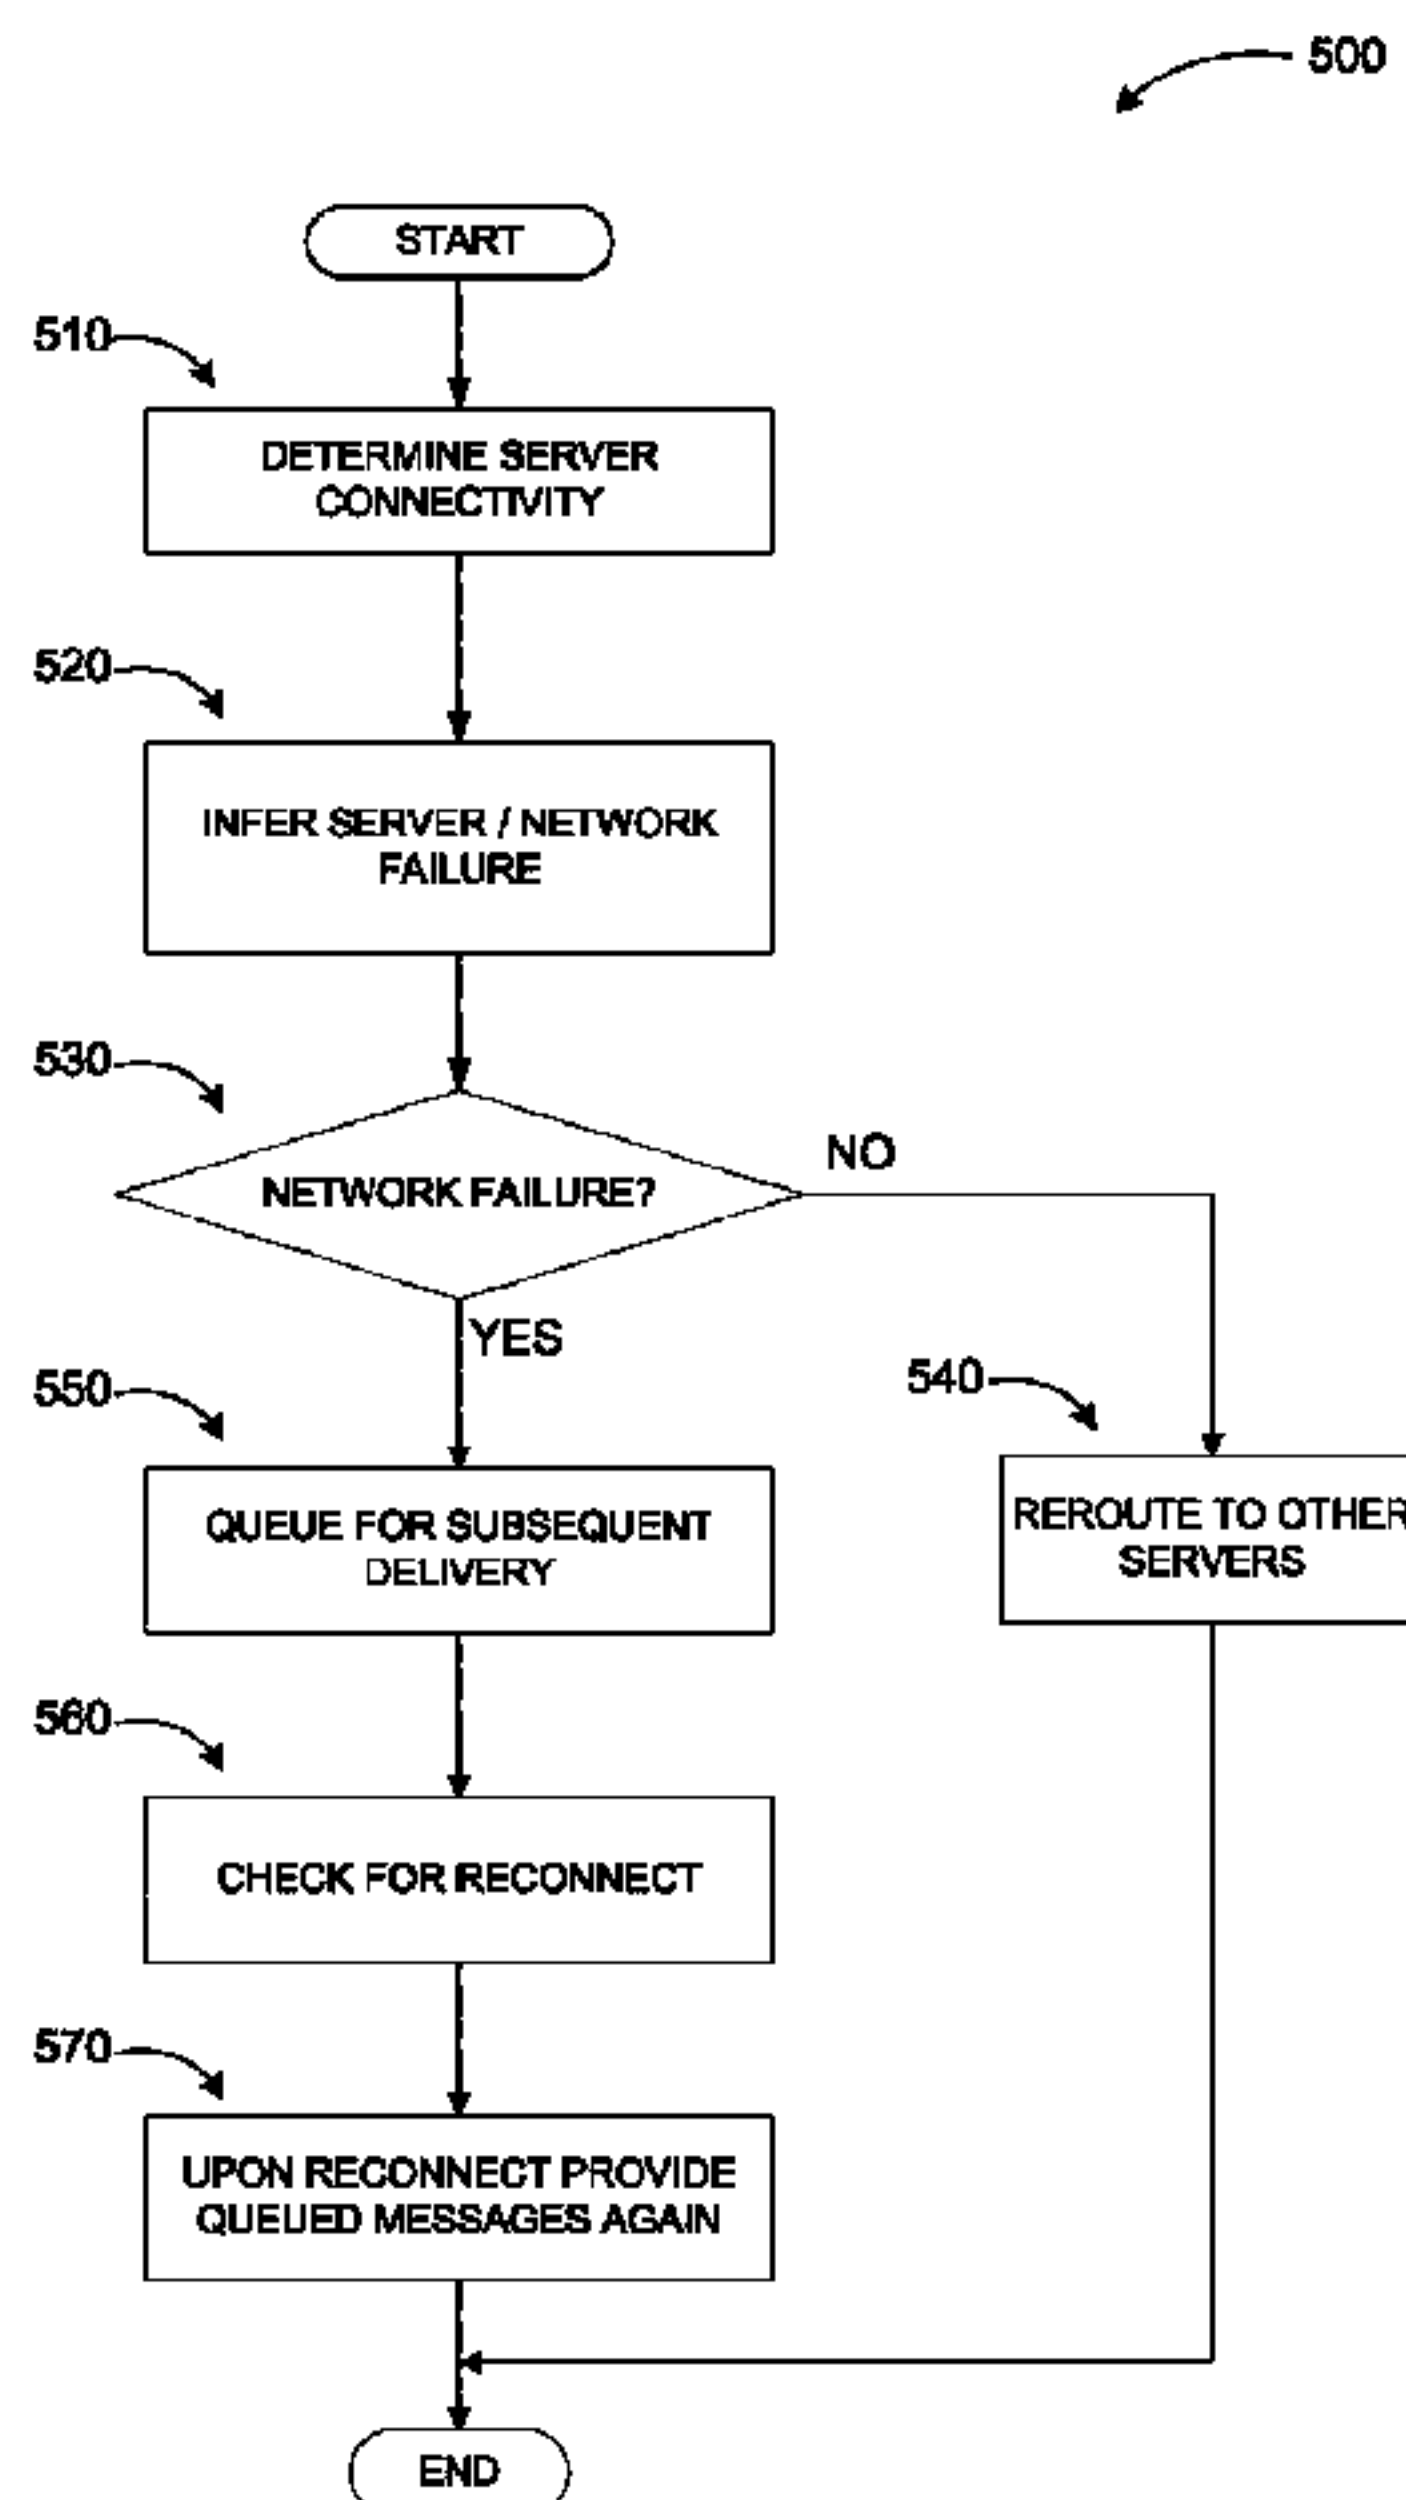 500
START
510
DETERMINE SERVER
CONNECTIVITY
520
INFER SERVER / NETWORK
FAILURE
530
NETWORK FAILURE?
NO
YES
550
540
QUEUE FOR SUBSEQUENT
DELIVERY
REROUTE TO OTHER
SERVERS
560
CHECK FOR RECONNECT
570
UPON RECONNECT PROVIDE
QUEUED MESSAGES AGAIN
END